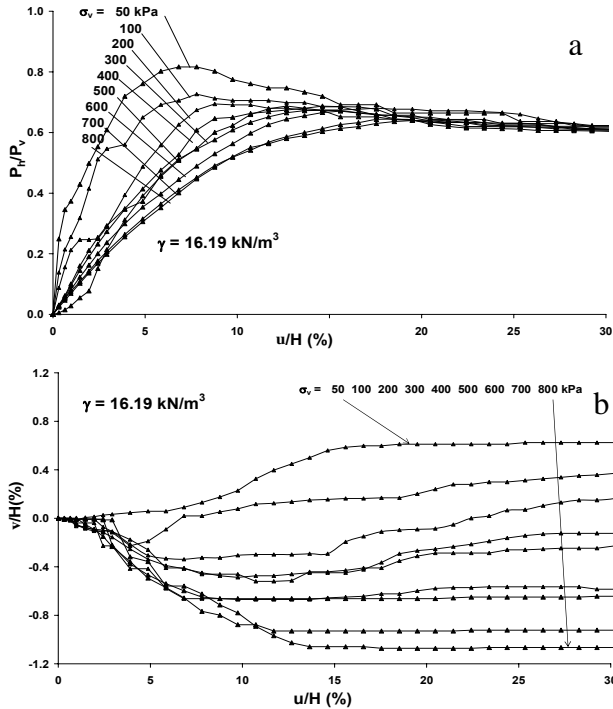 σv = 50 kPa
a
100
200
300
400
500
600
700
800
1.0
0.8
0.6
0.4
0.2
0.0
Ph/Pv
γ = 16.19 kN/m³
0 5 10 15 20 25 30
u/H (%)
1.2
0.8
0.4
0.0
-0.4
-0.8
-1.2
v/H(%)
γ = 16.19 kN/m³
σv = 50 100 200 300 400 500 600 700 800 kPa
b
0 5 10 15 20 25 30
u/H (%)